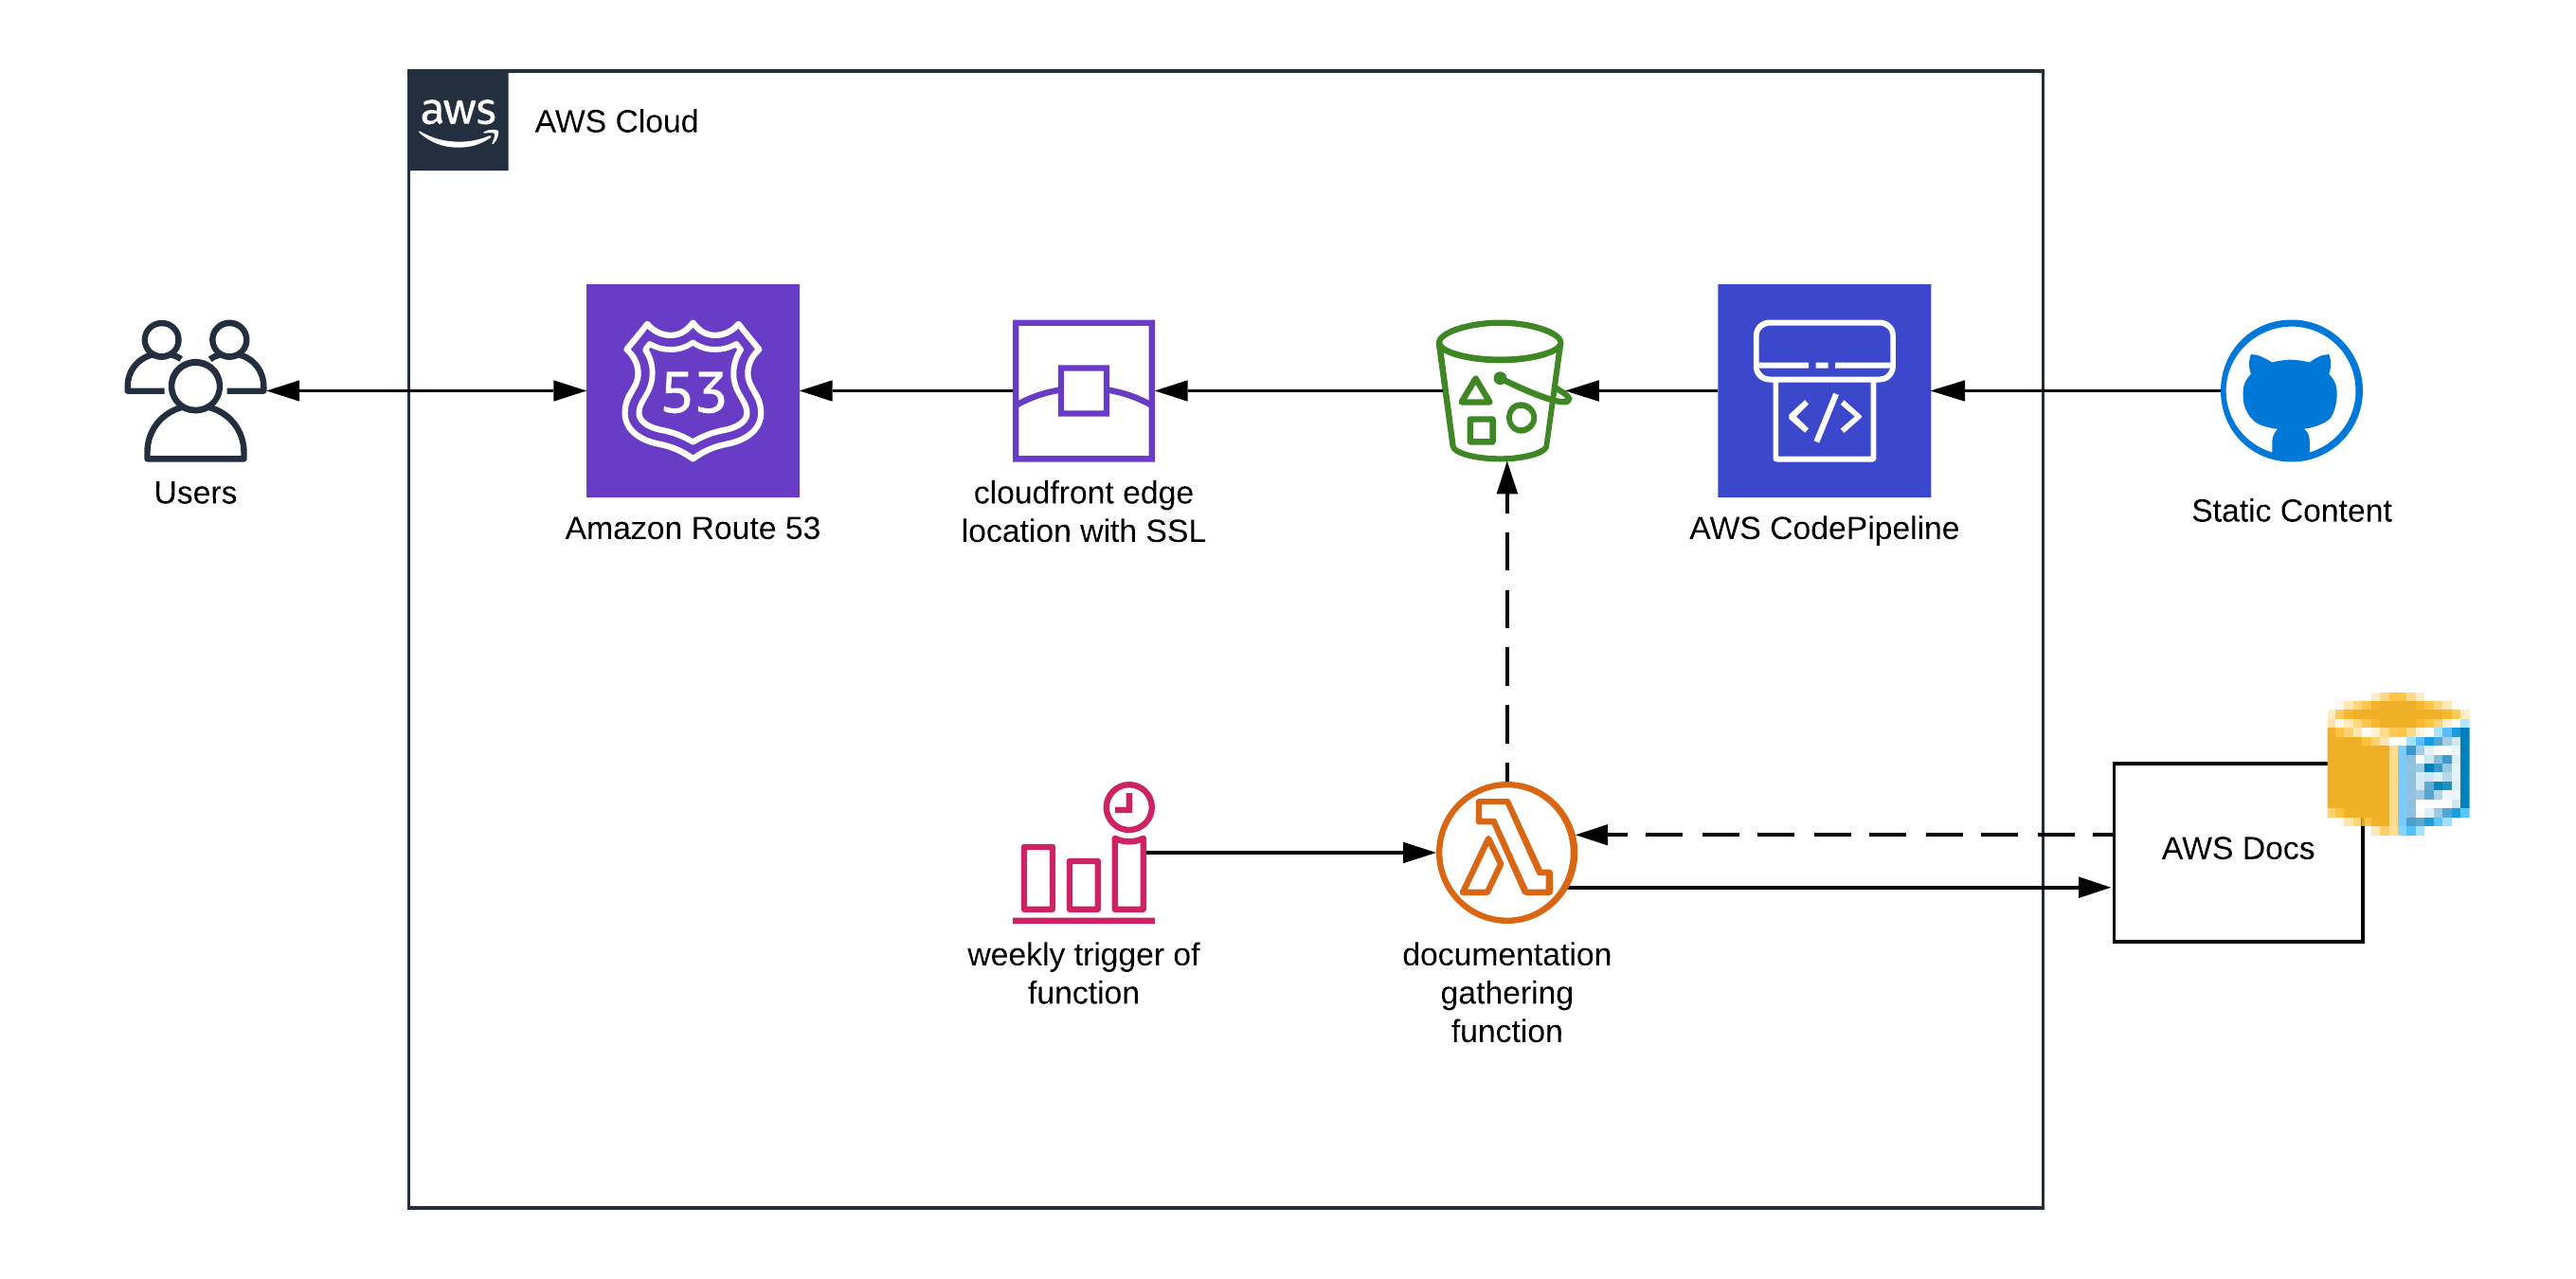 aws
AWS Cloud
53
Users
Amazon Route 53
cloudfront edge
location with SSL
</>
AWS CodePipeline
Static Content
weekly trigger of
function
documentation
gathering
function
AWS Docs